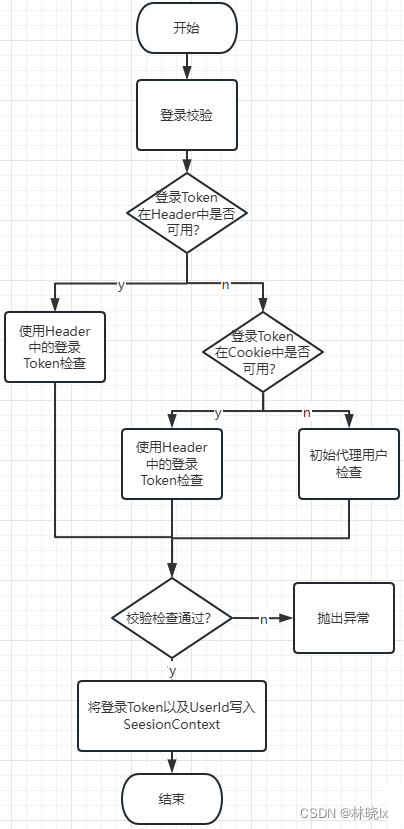 开始
登录校验
登录Token
在Header中是否
可用?
y
n
使用Header
中的登录
Token检查
登录Token
在Cookie中是否
可用?
y
n
使用Header
中的登录
Token检查
初始代理用户
检查
校验检查通过?
n
抛出异常
y
将登录Token以及UserId写入
SeesionContext
结束
CSDN @林晓lx